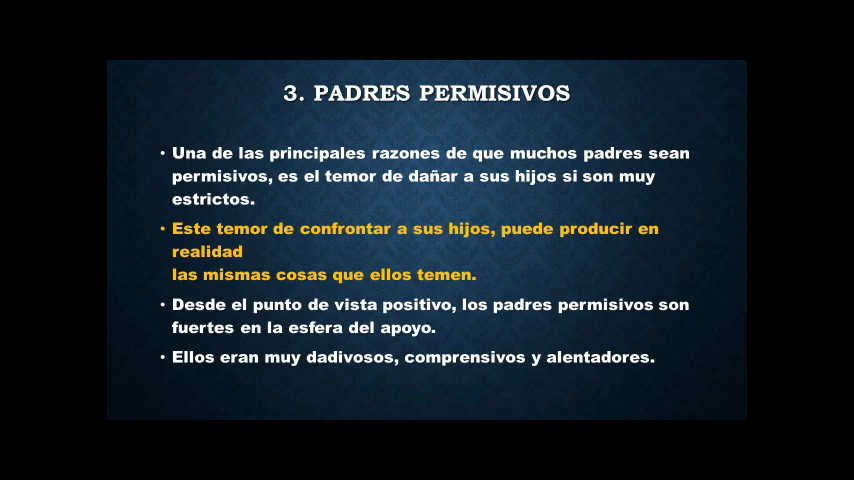 3. PADRES PERMISIVOS
• Una de las principales razones de que muchos padres sean
permisivos, es el temor de dañar a sus hijos si son muy
estrictos.
• Este temor de confrontar a sus hijos, puede producir en
realidad
las mismas cosas que ellos temen.
• Desde el punto de vista positivo, los padres permisivos son
fuertes en la esfera del apoyo.
• Ellos eran muy dadivosos, comprensivos y alentadores.